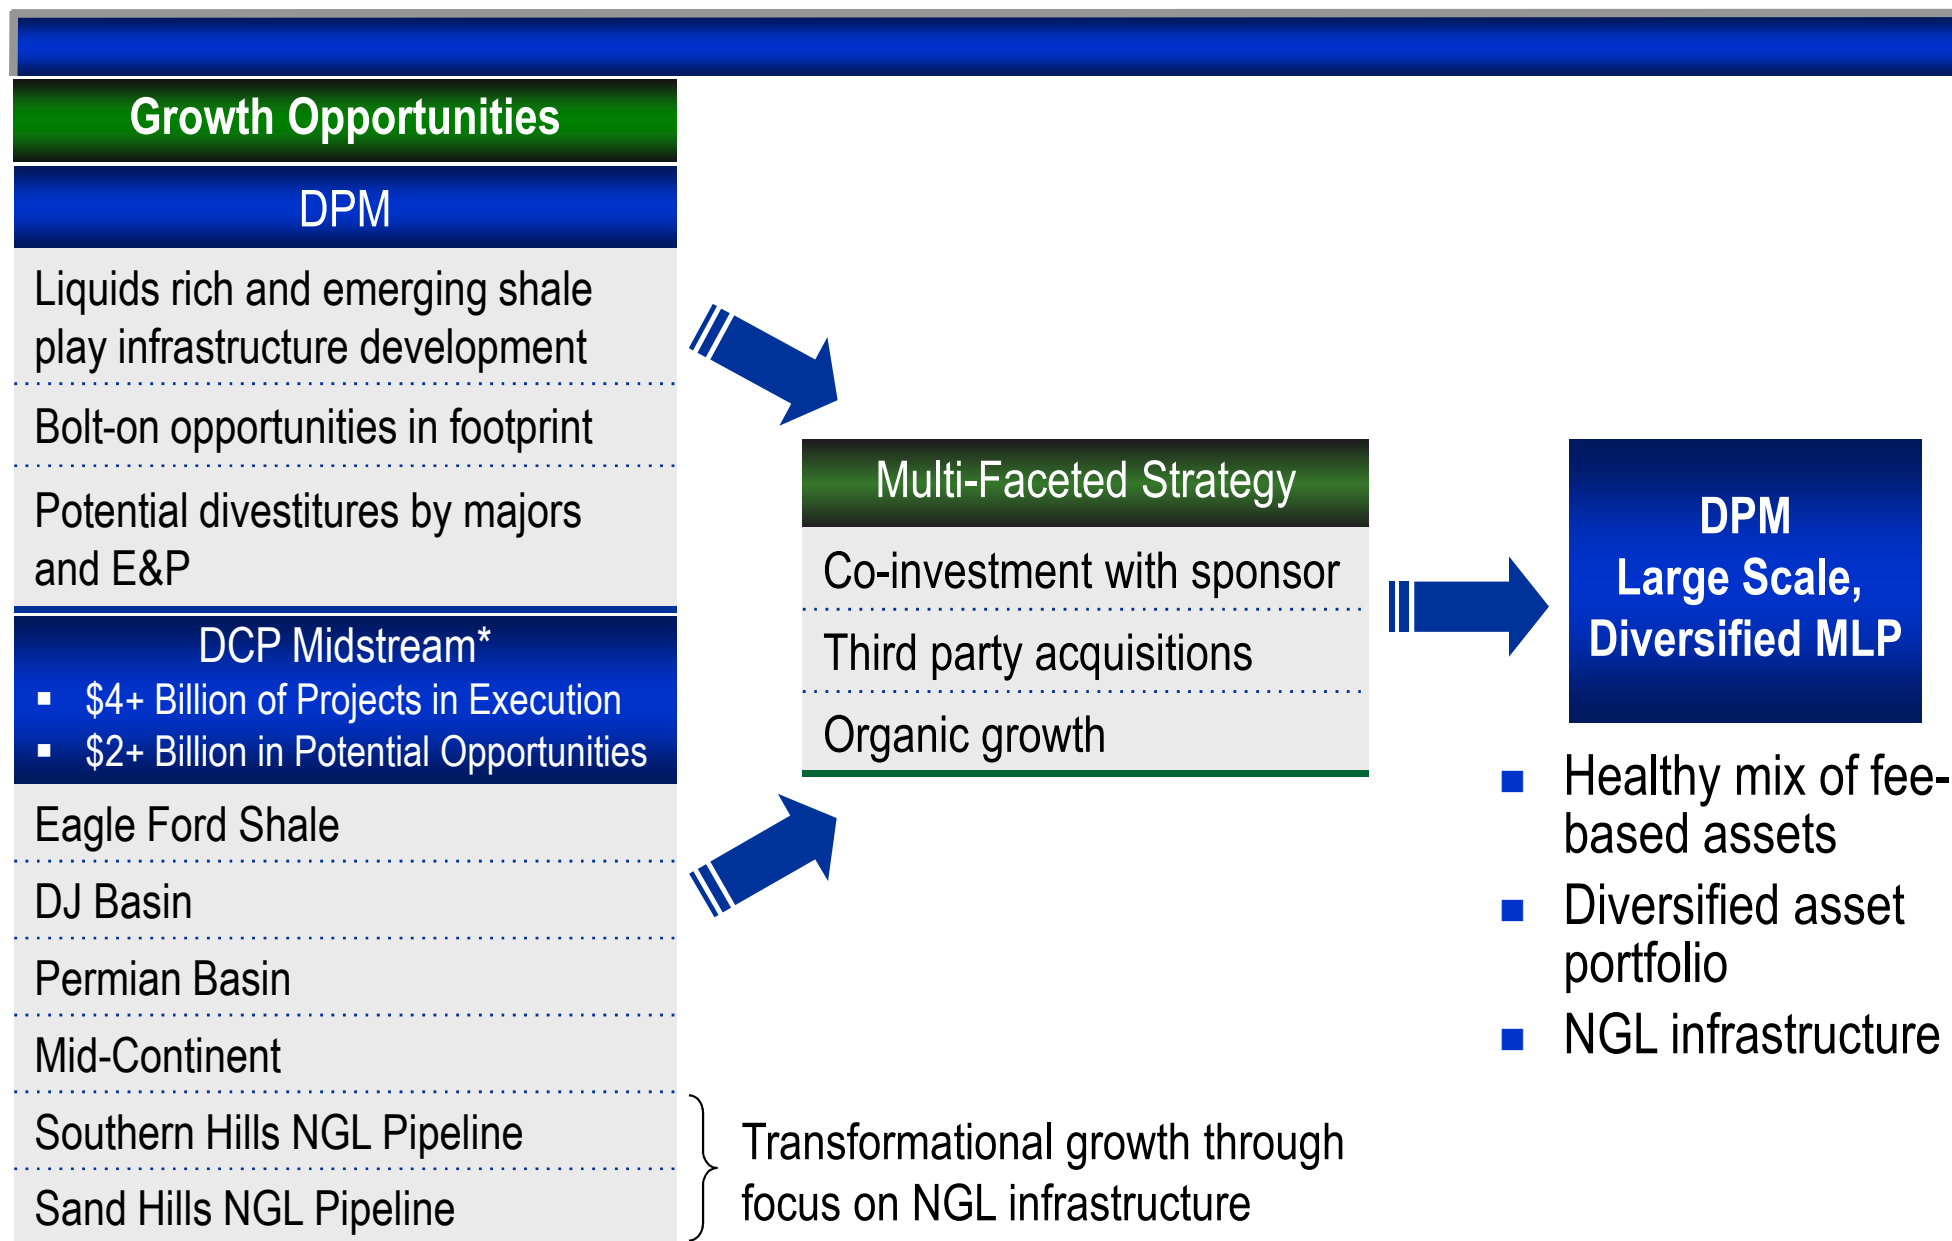 Growth Opportunities
DPM
Liquids rich and emerging shale
play infrastructure development
Bolt-on opportunities in footprint
Potential divestitures by majors
and E&P
DCP Midstream*
▪ $4+ Billion of Projects in Execution
▪ $2+ Billion in Potential Opportunities
Eagle Ford Shale
DJ Basin
Permian Basin
Mid-Continent
Southern Hills NGL Pipeline
Sand Hills NGL Pipeline
Transformational growth through
focus on NGL infrastructure
Multi-Faceted Strategy
Co-investment with sponsor
Third party acquisitions
Organic growth
DPM
Large Scale,
Diversified MLP
■ Healthy mix of fee-
based assets
■ Diversified asset
portfolio
■ NGL infrastructure